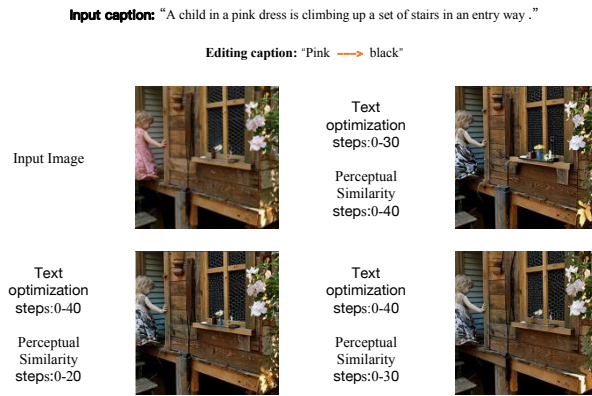 Input caption: “A child in a pink dress is climbing up a set of stairs in an entry way .”
Editing caption: “Pink ----> black”
Input Image
Text
optimization
steps:0-30
Perceptual
Similarity
steps:0-40
Text
optimization
steps:0-40
Perceptual
Similarity
steps:0-20
Text
optimization
steps:0-40
Perceptual
Similarity
steps:0-30